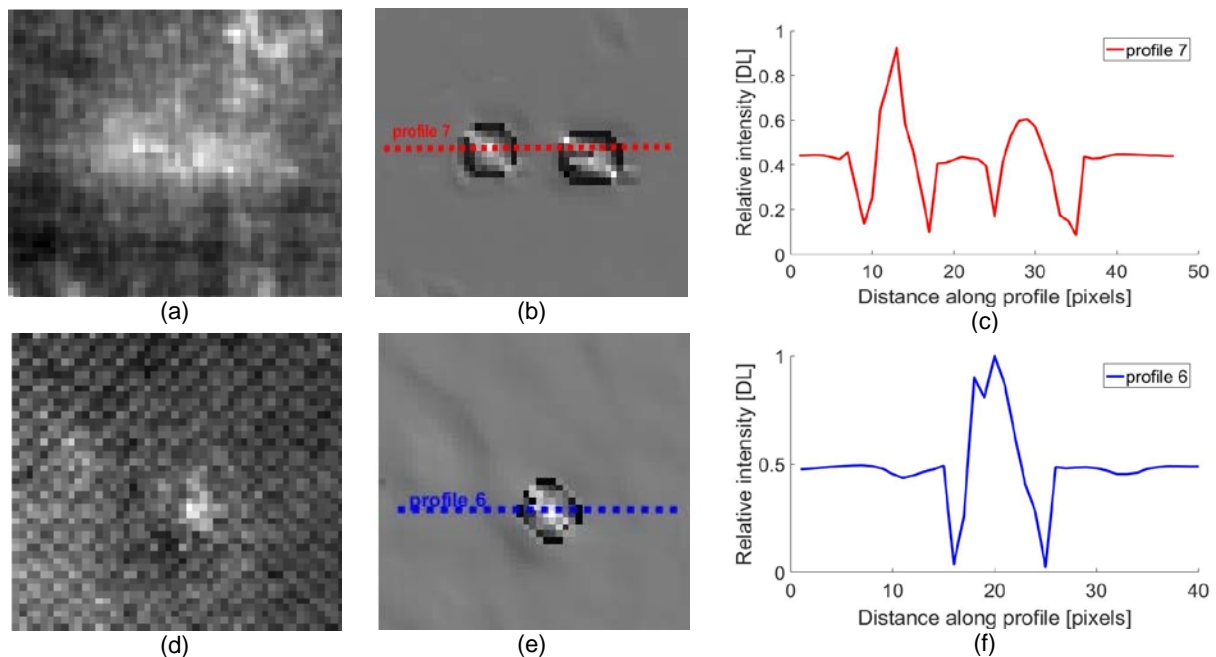 profile 7
(a)
(b)
Relative intensity [DL]
1
0.8
0.6
0.4
0.2
0
0
10
20
30
40
50
Distance along profile [pixels]
profile 7
(c)
profile 6
(d)
(e)
Relative intensity [DL]
1
0.5
0
0
10
20
30
40
Distance along profile [pixels]
profile 6
(f)